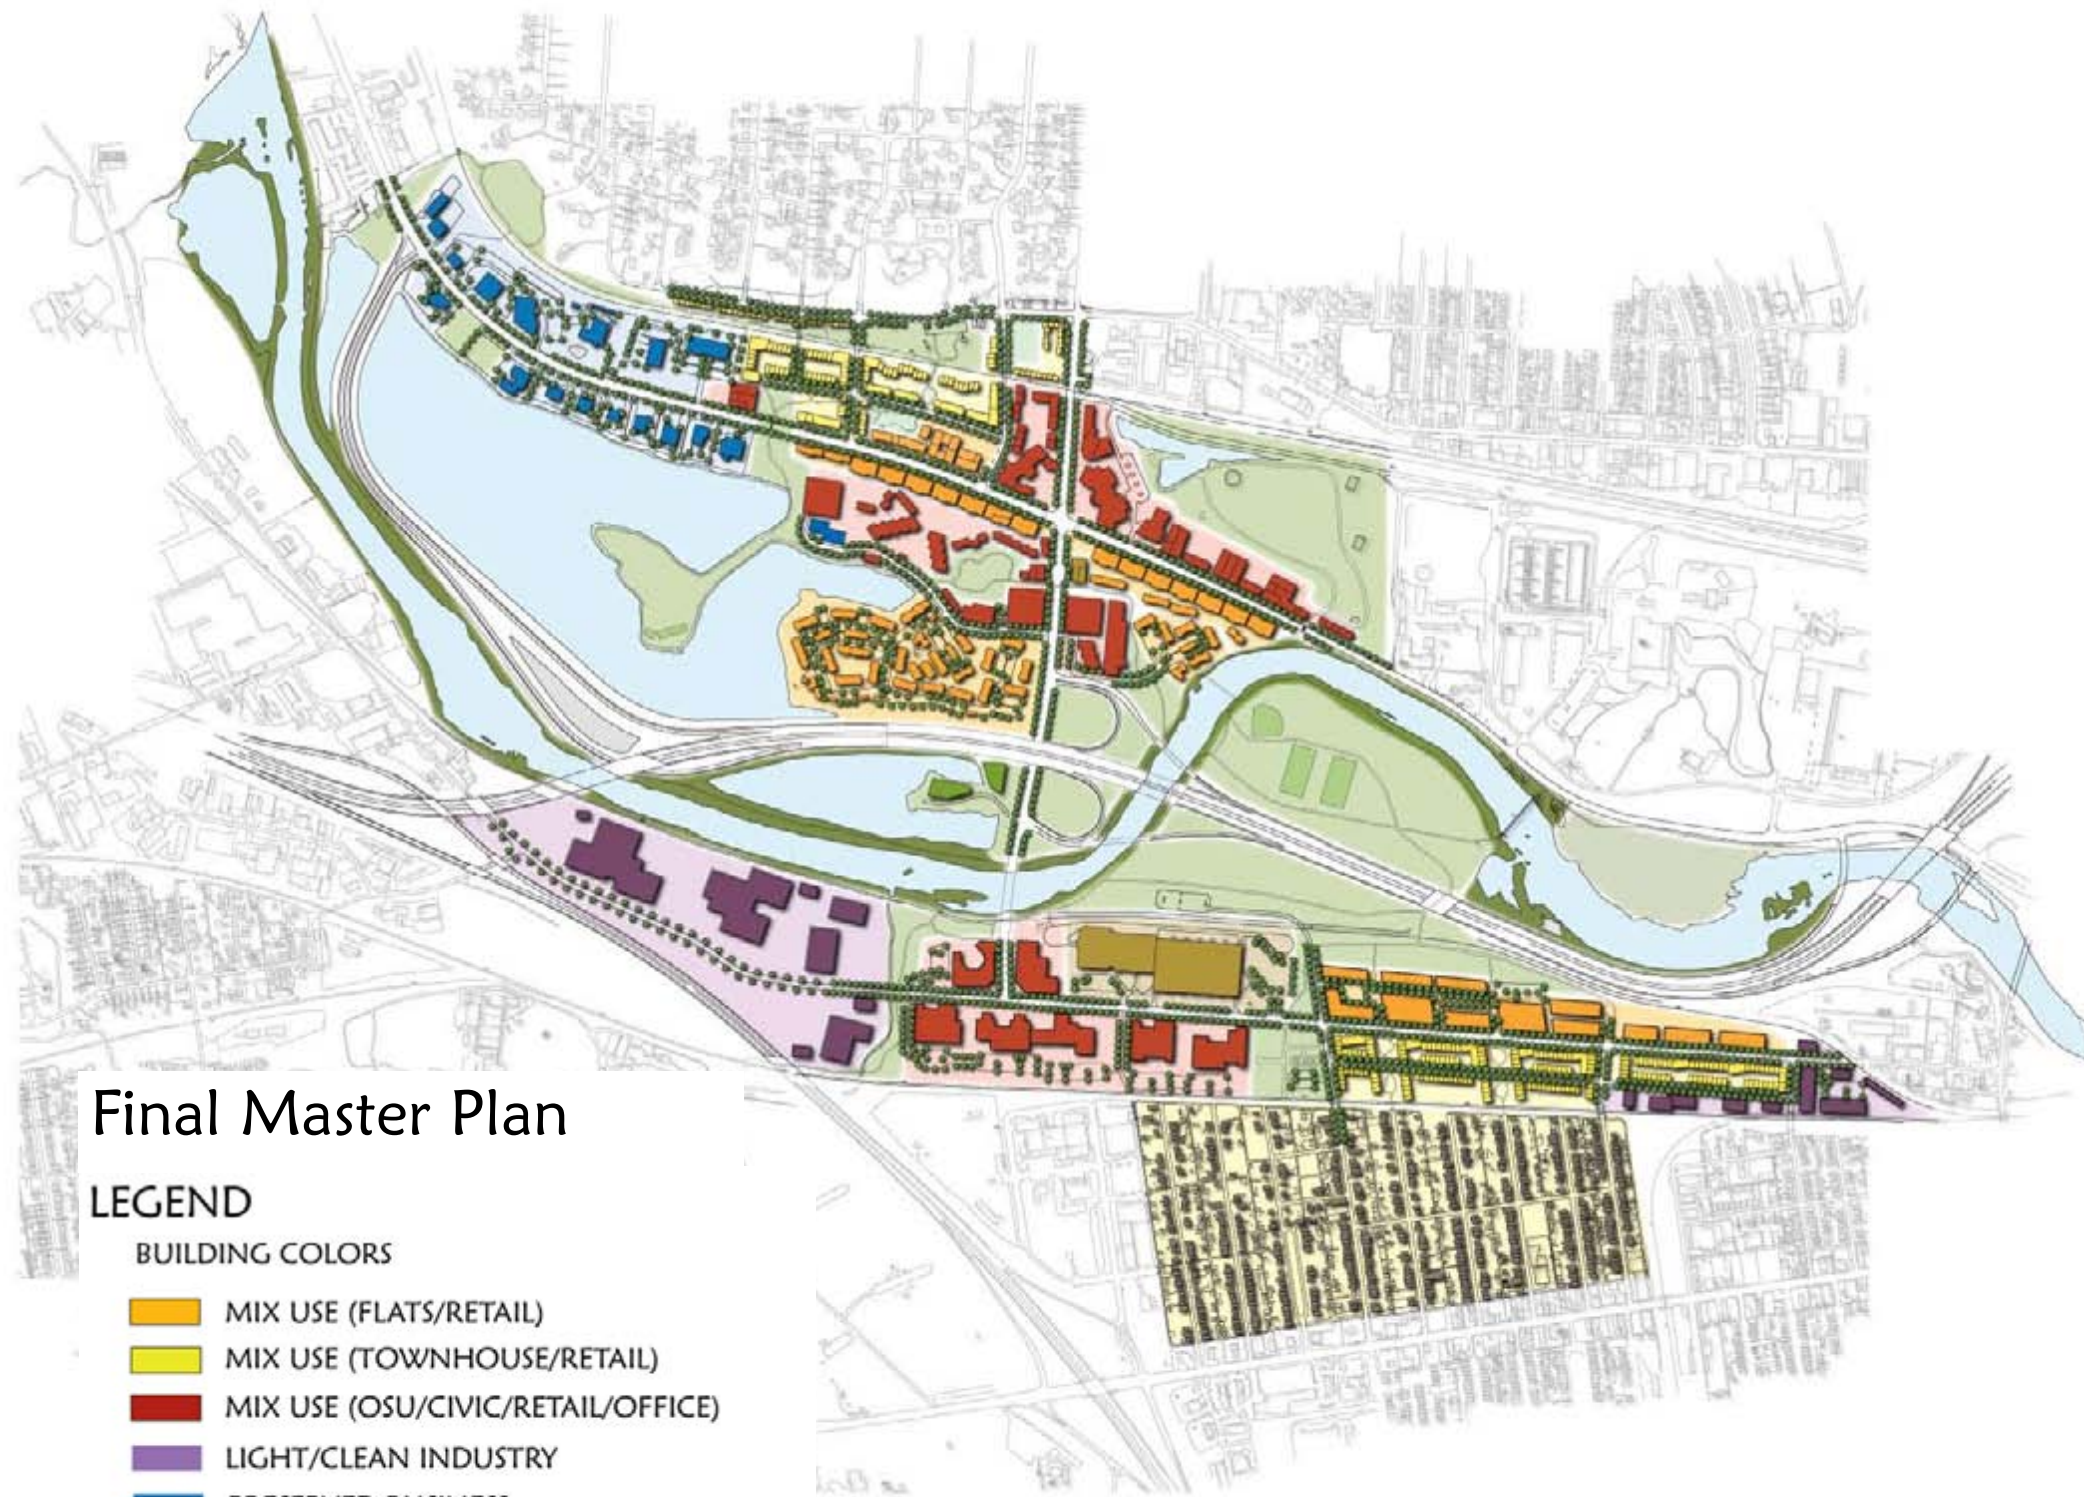 Final Master Plan
LEGEND
BUILDING COLORS
MIX USE (FLATS/RETAIL)
MIX USE (TOWNHOUSE/RETAIL)
MIX USE (OSU/CIVIC/RETAIL/OFFICE)
LIGHT/CLEAN INDUSTRY